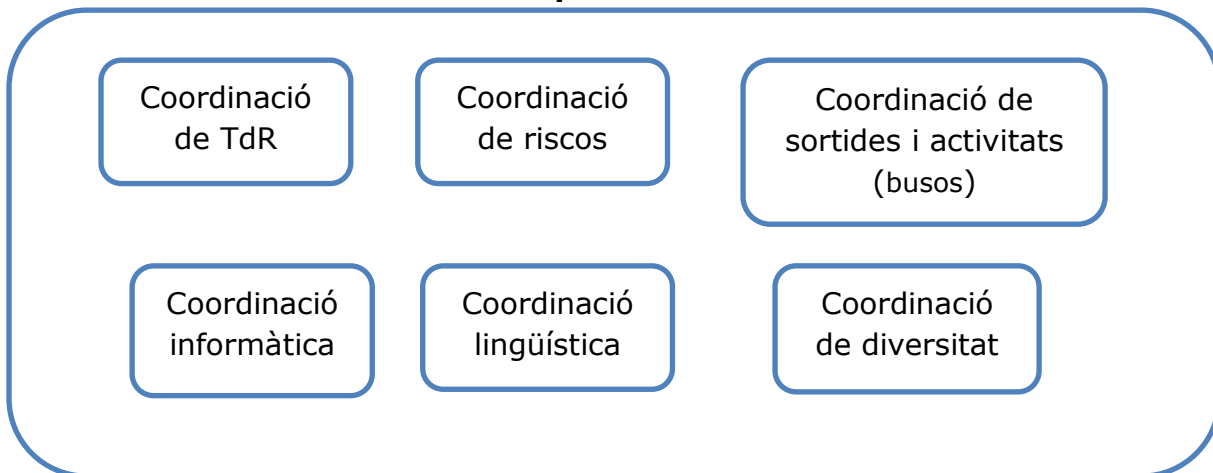 Coordinació
de TdR
Coordinació
de riscos
Coordinació de
sortides i activitats
(busos)
Coordinació
informàtica
Coordinació
lingüística
Coordinació
de diversitat